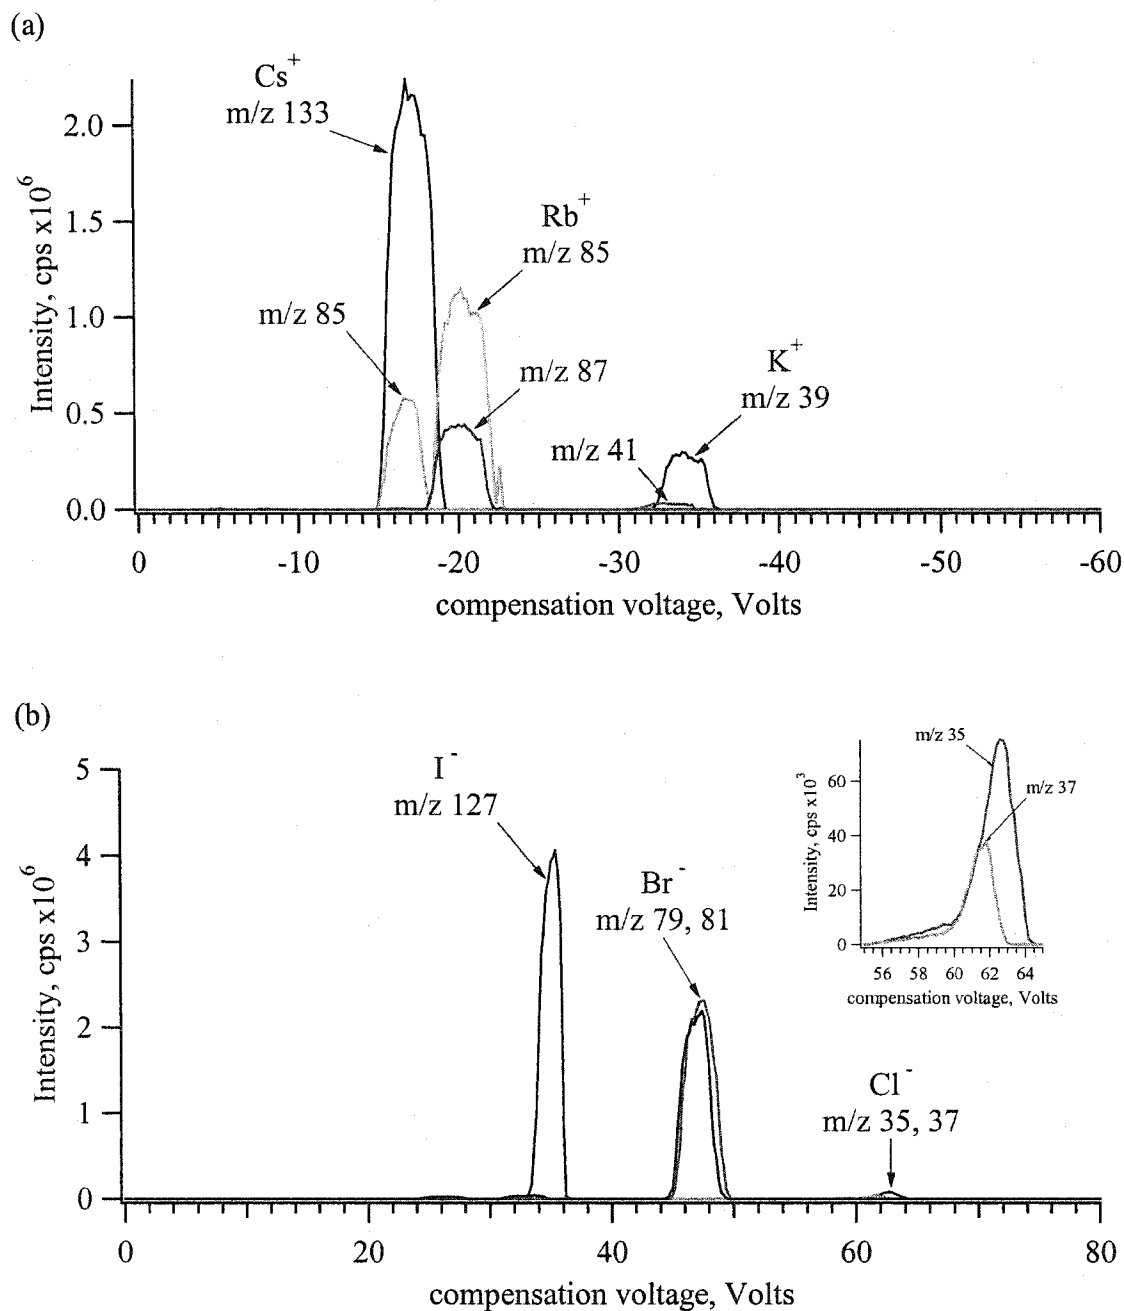 (a)
Cs+
m/z 133
Rb+
m/z 85
m/z 85
m/z 87
K+
m/z 39
m/z 41
Intensity, cps x10^6
2.0
1.5
1.0
0.5
0.0
0 -10 -20 -30 -40 -50 -60
compensation voltage, Volts
(b)
I-
m/z 127
Br-
m/z 79, 81
Cl-
m/z 35, 37
Intensity, cps x10^6
5
4
3
2
1
0
0 20 40 60 80
compensation voltage, Volts
m/z 35
m/z 37
Intensity, cps x10^3
60
40
20
0
56 58 60 62 64
compensation voltage, Volts